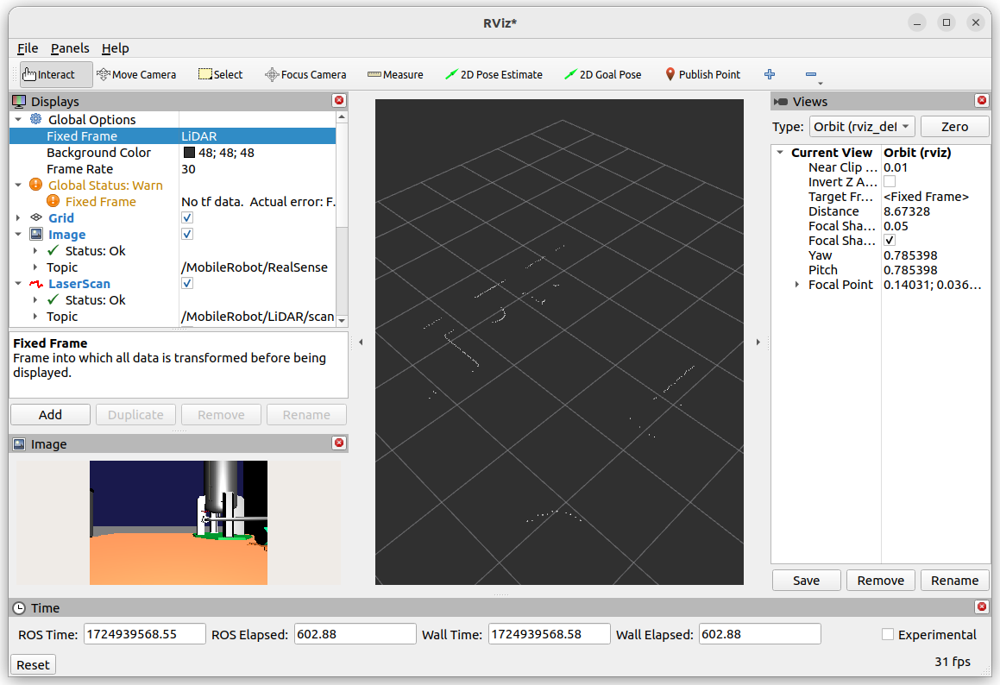 RViz*
File Panels Help
Interact Move Camera Select Focus Camera Measure 2D Pose Estimate 2D Goal Pose Publish Point
Displays
Global Options
Fixed Frame LiDAR
Background Color 48; 48; 48
Frame Rate 30
Global Status: Warn
Fixed Frame No tf data.  Actual error: F.
Grid
Image
Status: Ok
Topic /MobileRobot/RealSense
LaserScan
Status: Ok
Topic /MobileRobot/LiDAR/scan
Fixed Frame
Frame into which all data is transformed before being
displayed.
Add Duplicate Remove Rename
Image
Views
Type: Orbit (rviz_del Zero
Current View Orbit (rviz)
Near Clip ... 0.01
Invert Z A...
Target Fr... <Fixed Frame>
Distance 8.67328
Focal Sha... 0.05
Focal Sha...
Yaw 0.785398
Pitch 0.785398
Focal Point 0.14031; 0.036...
Save Remove Rename
Time
ROS Time: 1724939568.55 ROS Elapsed: 602.88 Wall Time: 1724939568.58 Wall Elapsed: 602.88 Experimental
Reset 31 fps